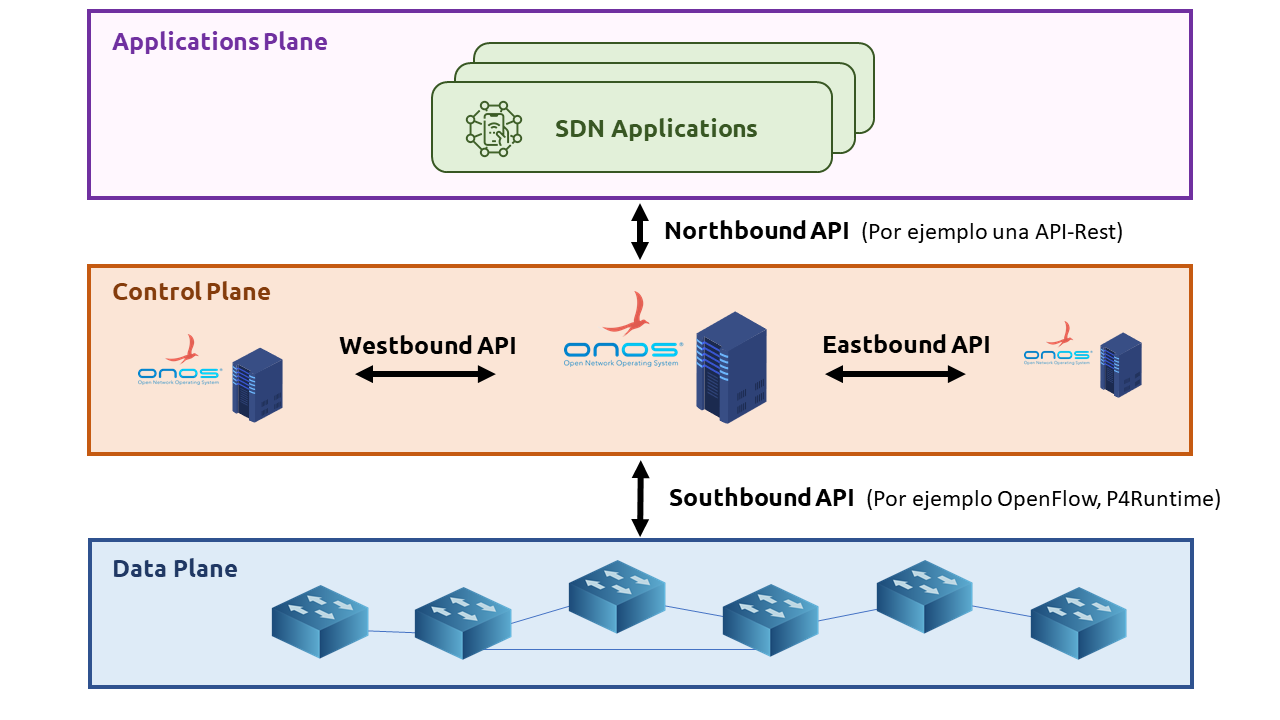 Applications Plane
SDN Applications
Northbound API (Por ejemplo una API-Rest)
Control Plane
onos®
Open Network Operating System
Westbound API
onos®
Open Network Operating System
Eastbound API
onos®
Open Network Operating System
Southbound API (Por ejemplo OpenFlow, P4Runtime)
Data Plane